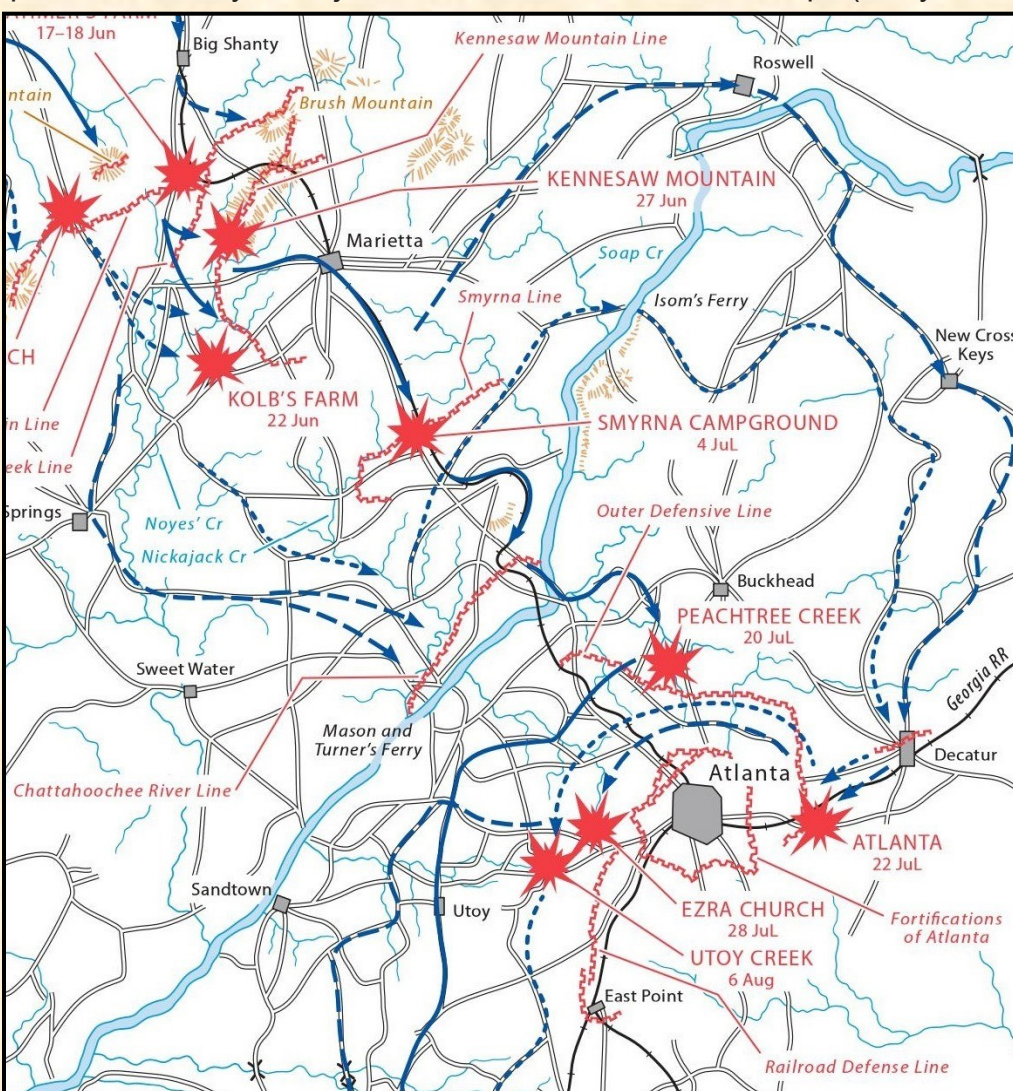 17–18 Jun
Big Shanty
Kennesaw Mountain Line
Roswell
ntain
Brush Mountain
KENNESAW MOUNTAIN
27 Jun
Marietta
Soap Cr
Smyrna Line
Isom's Ferry
New Cross
Keys
CH
KOLB'S FARM
22 Jun
in Line
SMYRNA CAMPGROUND
4 JuL
eek Line
Springs
Noyes' Cr
Nickajack Cr
Outer Defensive Line
Buckhead
PEACHTREE CREEK
20 JuL
Sweet Water
Georgia RR
Mason and
Turner's Ferry
Decatur
Atlanta
Chattahoochee River Line
ATLANTA
22 JuL
Sandtown
Utoy
EZRA CHURCH
28 JuL
Fortifications
of Atlanta
UTOY CREEK
6 Aug
East Point
Railroad Defense Line